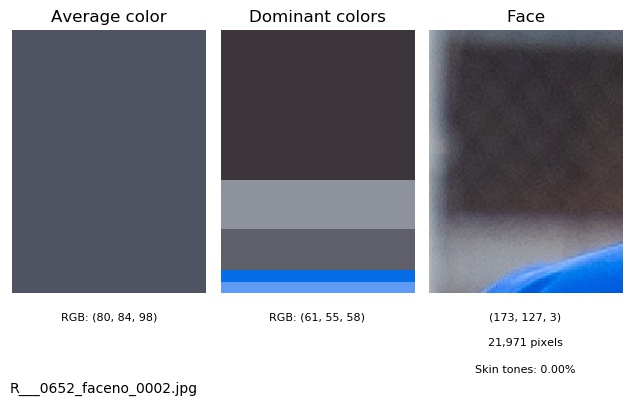 Average color
Dominant colors
Face
RGB: (80, 84, 98)
RGB: (61, 55, 58)
(173, 127, 3)
21,971 pixels
Skin tones: 0.00%
R___0652_faceno_0002.jpg